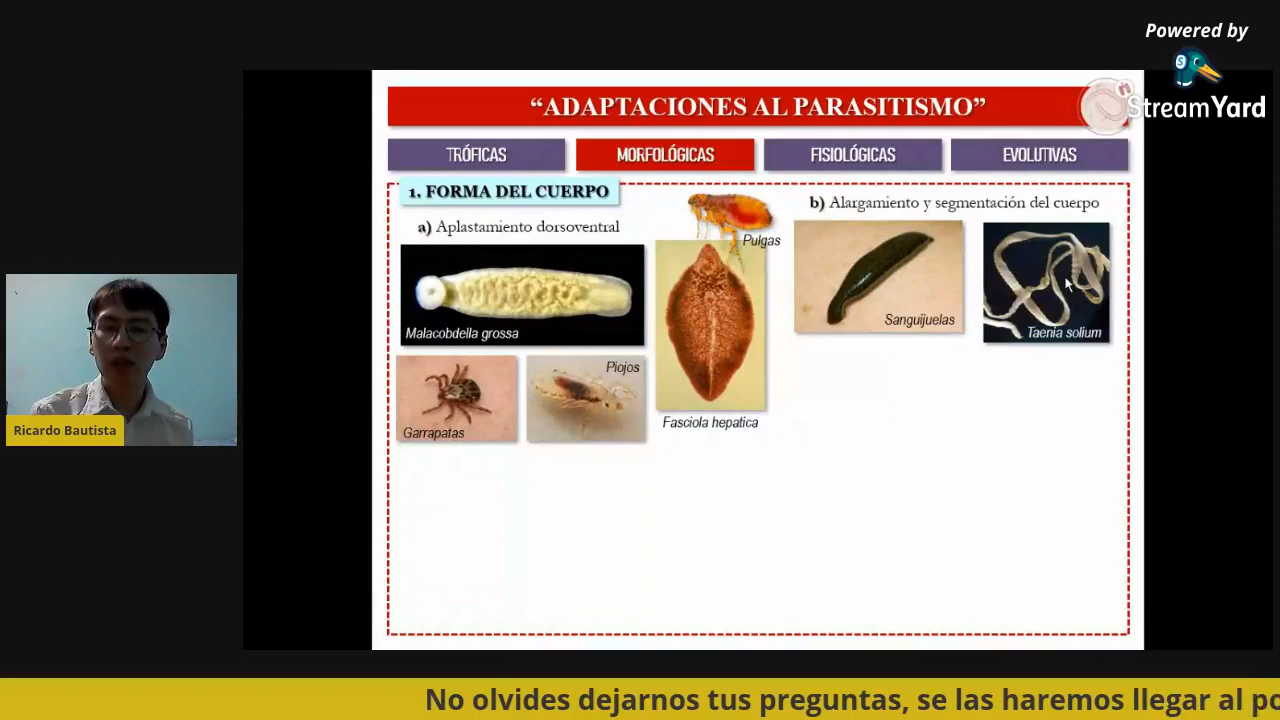 Powered by
StreamYard
“ADAPTACIONES AL PARASITISMO”
TRÓFICAS
MORFOLÓGICAS
FISIOLÓGICAS
EVOLUTIVAS
1. FORMA DEL CUERPO
a) Aplastamiento dorsoventral
Pulgas
b) Alargamiento y segmentación del cuerpo
Malacobdella grossa
Sanguijuelas
Taenia solium
Garrapatas
Piojos
Fasciola hepatica
Ricardo Bautista
No olvides dejarnos tus preguntas, se las haremos llegar al po